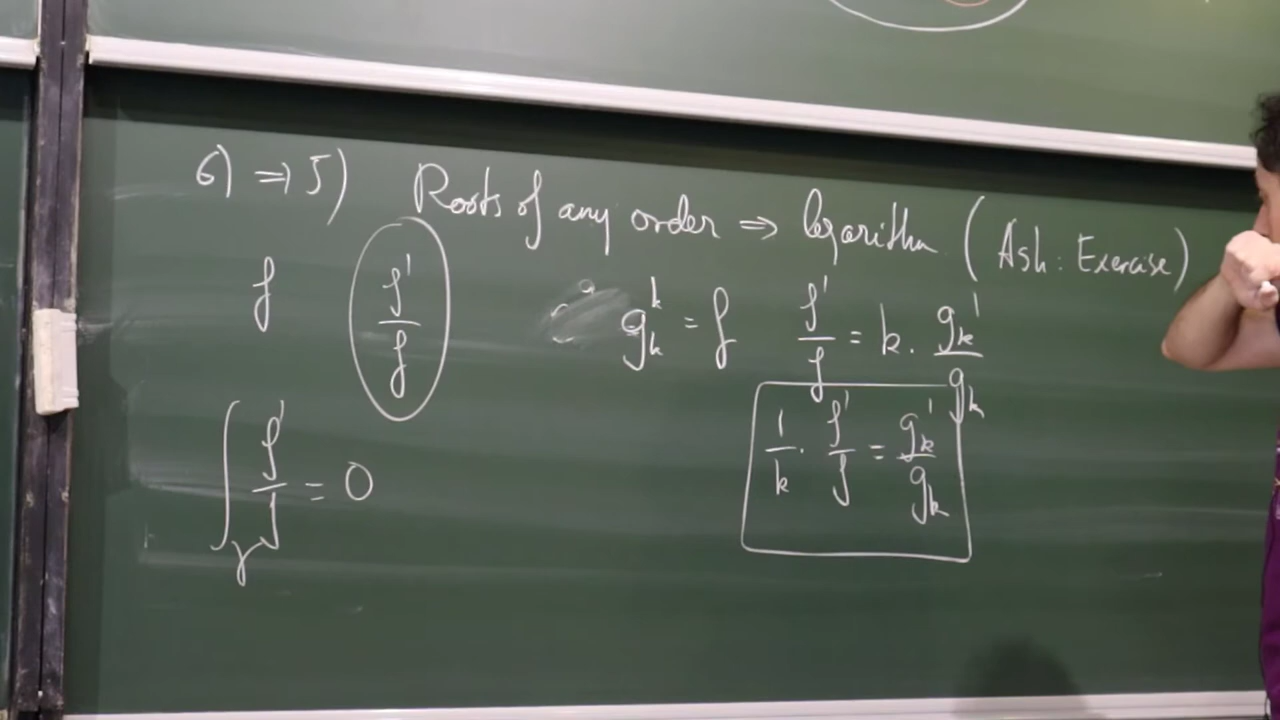 6) ⇒ 5) Roots of any order ⇒ logarithm (Ash: Exercise)
f f'/f g_k^k = f f'/f = k · g_k'/g_k
∫_γ f'/f = 0 1/k · f'/f = g_k'/g_k